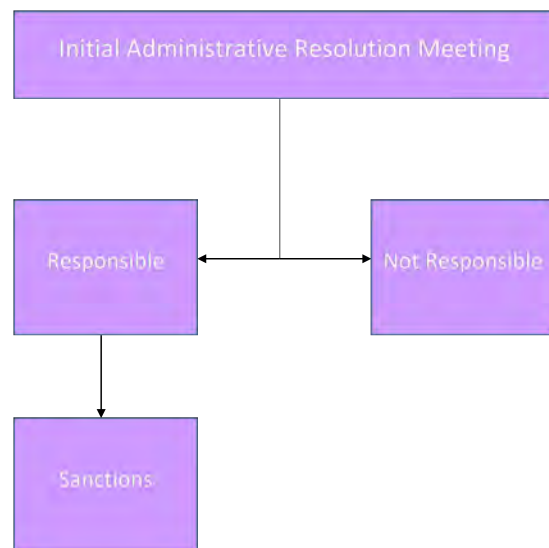 Initial Administrative Resolution Meeting
Responsible
Not Responsible
Sanctions